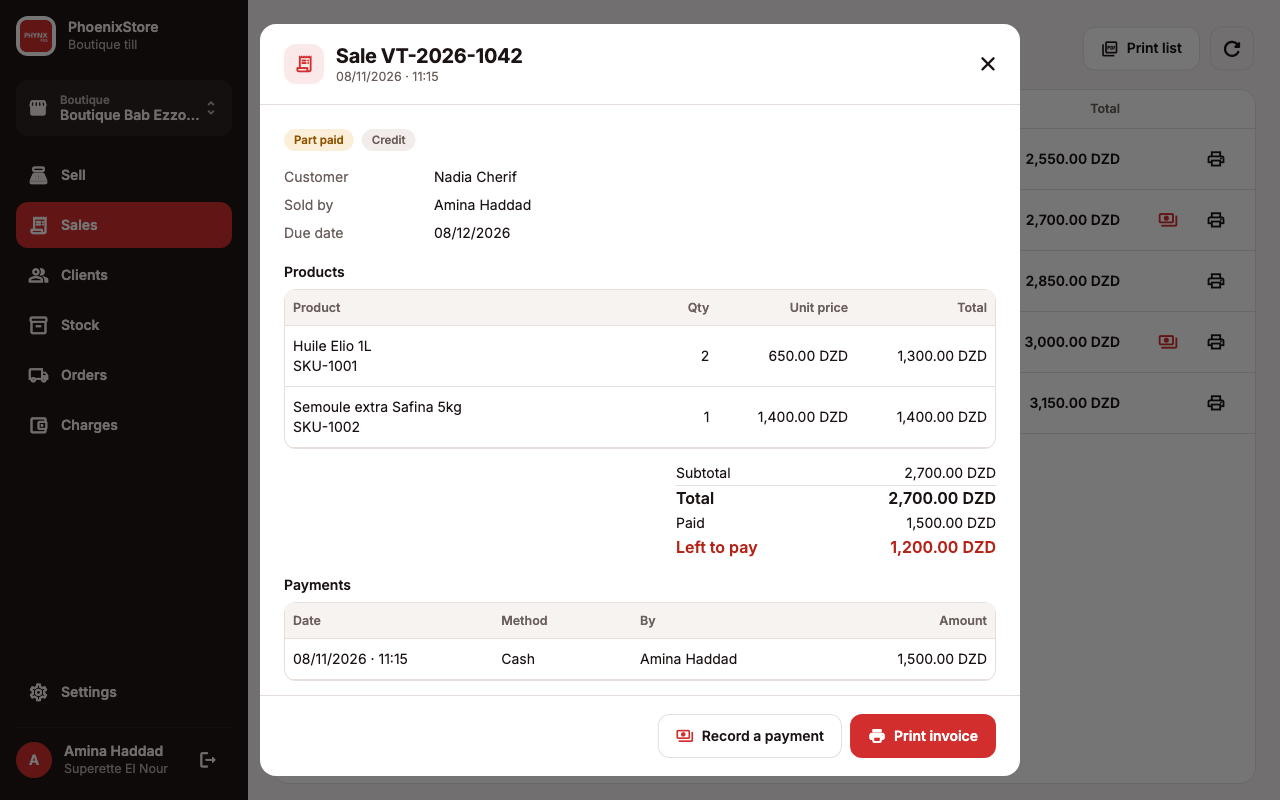 PHYNX
PhoenixStore
Boutique till
Boutique
Boutique Bab Ezzo...
Sell
Sales
Clients
Stock
Orders
Charges
Settings
A
Amina Haddad
Superette El Nour
Print list
Total
2,550.00 DZD
2,700.00 DZD
2,850.00 DZD
3,000.00 DZD
3,150.00 DZD
Sale VT-2026-1042
08/11/2026 · 11:15
Part paid Credit
Customer Nadia Cherif
Sold by Amina Haddad
Due date 08/12/2026
Products
Product Qty Unit price Total
Huile Elio 1L
SKU-1001
2 650.00 DZD 1,300.00 DZD
Semoule extra Safina 5kg
SKU-1002
1 1,400.00 DZD 1,400.00 DZD
Subtotal 2,700.00 DZD
Total 2,700.00 DZD
Paid 1,500.00 DZD
Left to pay 1,200.00 DZD
Payments
Date Method By Amount
08/11/2026 · 11:15 Cash Amina Haddad 1,500.00 DZD
Record a payment
Print invoice